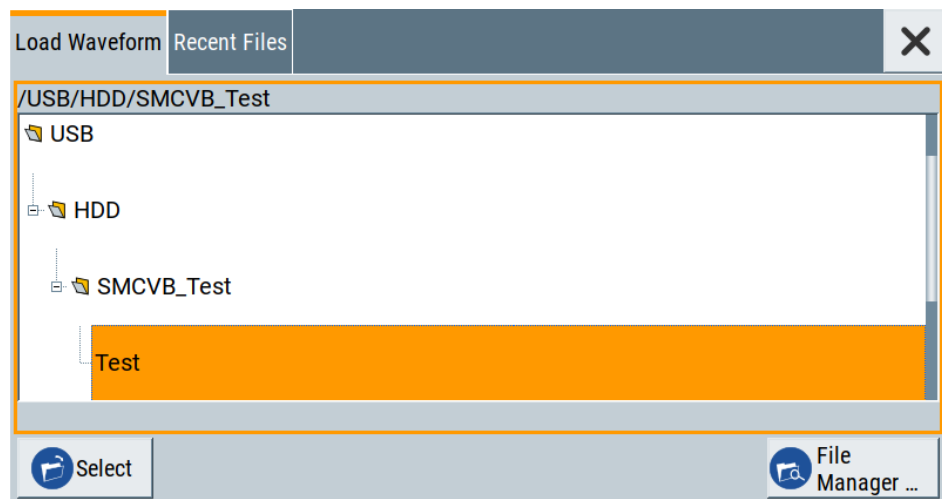 Load Waveform Recent Files
/USB/HDD/SMCVB_Test
USB
HDD
SMCVB_Test
Test
Select
File
Manager ...